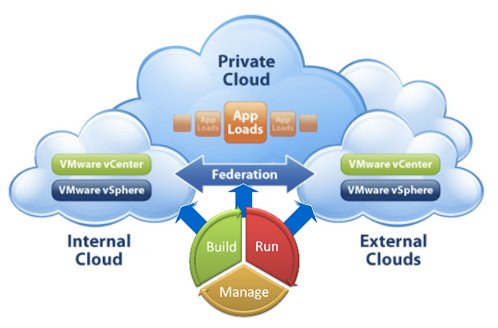 Private
Cloud
App
Loads
App
Loads
App
Loads
VMware vCenter
VMware vSphere
Federation
VMware vCenter
VMware vSphere
Internal
Cloud
External
Clouds
Build
Run
Manage